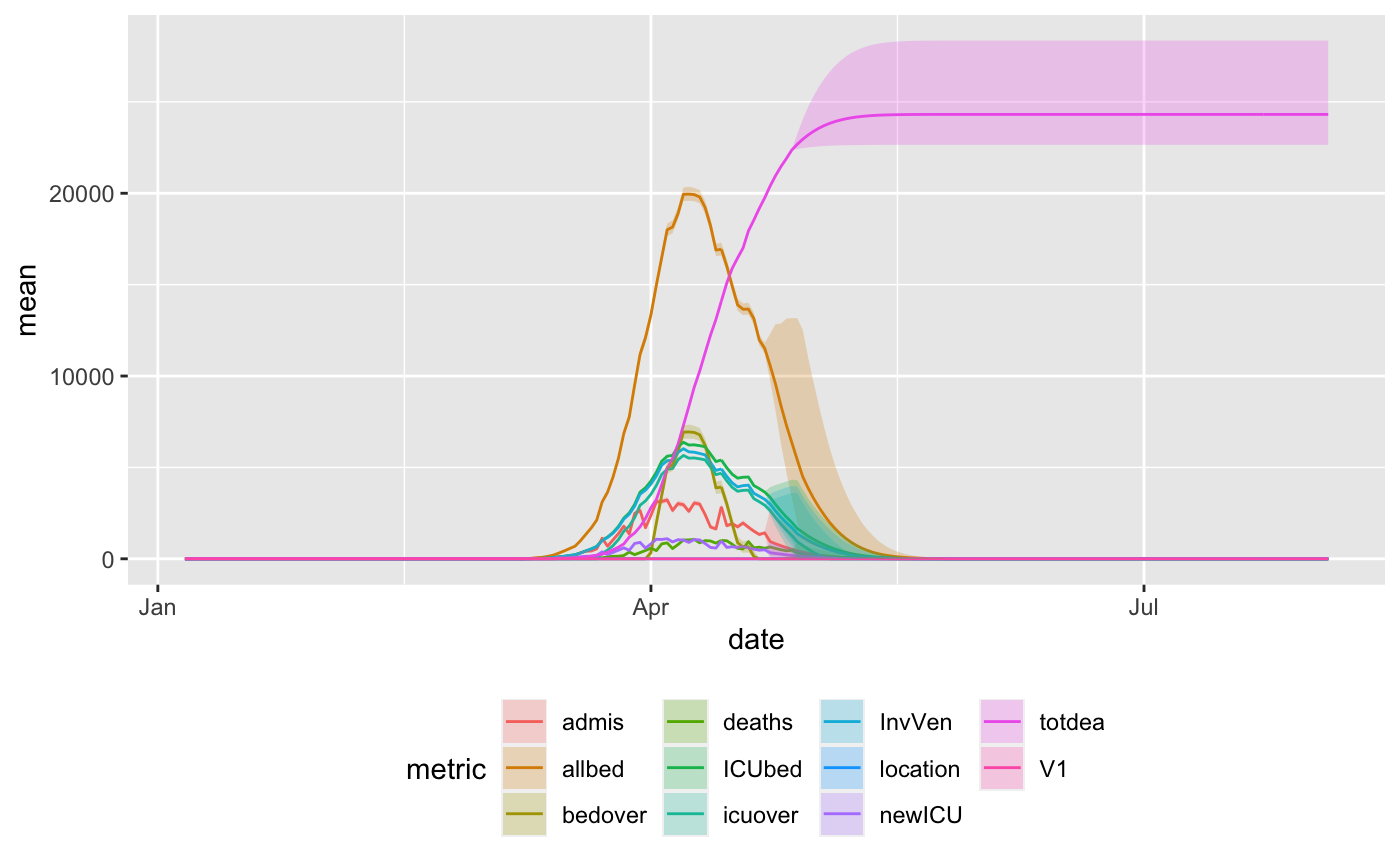 mean
20000
10000
0
Jan Apr Jul
date
metric
admis deaths InvVen totdea
allbed ICUbed location V1
bedover icuover newICU